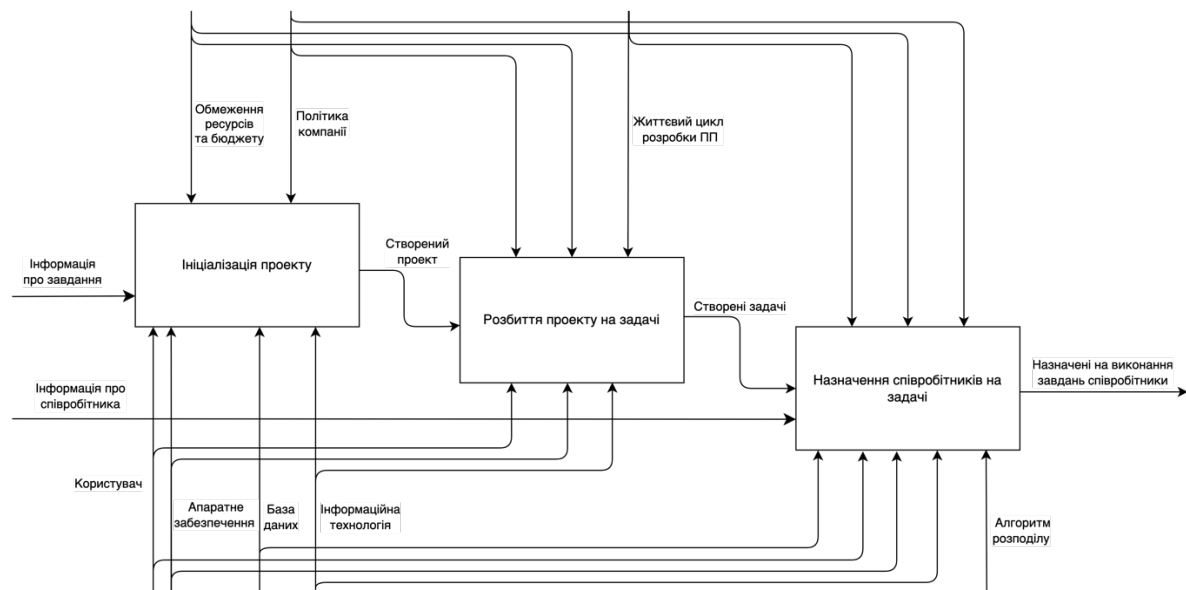 Обмеження
ресурсів
та бюджету
Політика
компанії
Життєвий цикл
розробки ПП
Інформація
про завдання
Ініціалізація проекту
Створений
проект
Розбиття проекту на задачі
Створені задачі
Інформація про
співробітника
Назначення співробітників на
задачі
Назначені на виконання
завдань співробітники
Користувач
Апаратне
забезпечення
База
даних
Інформаційна
технологія
Алгоритм
розподілу